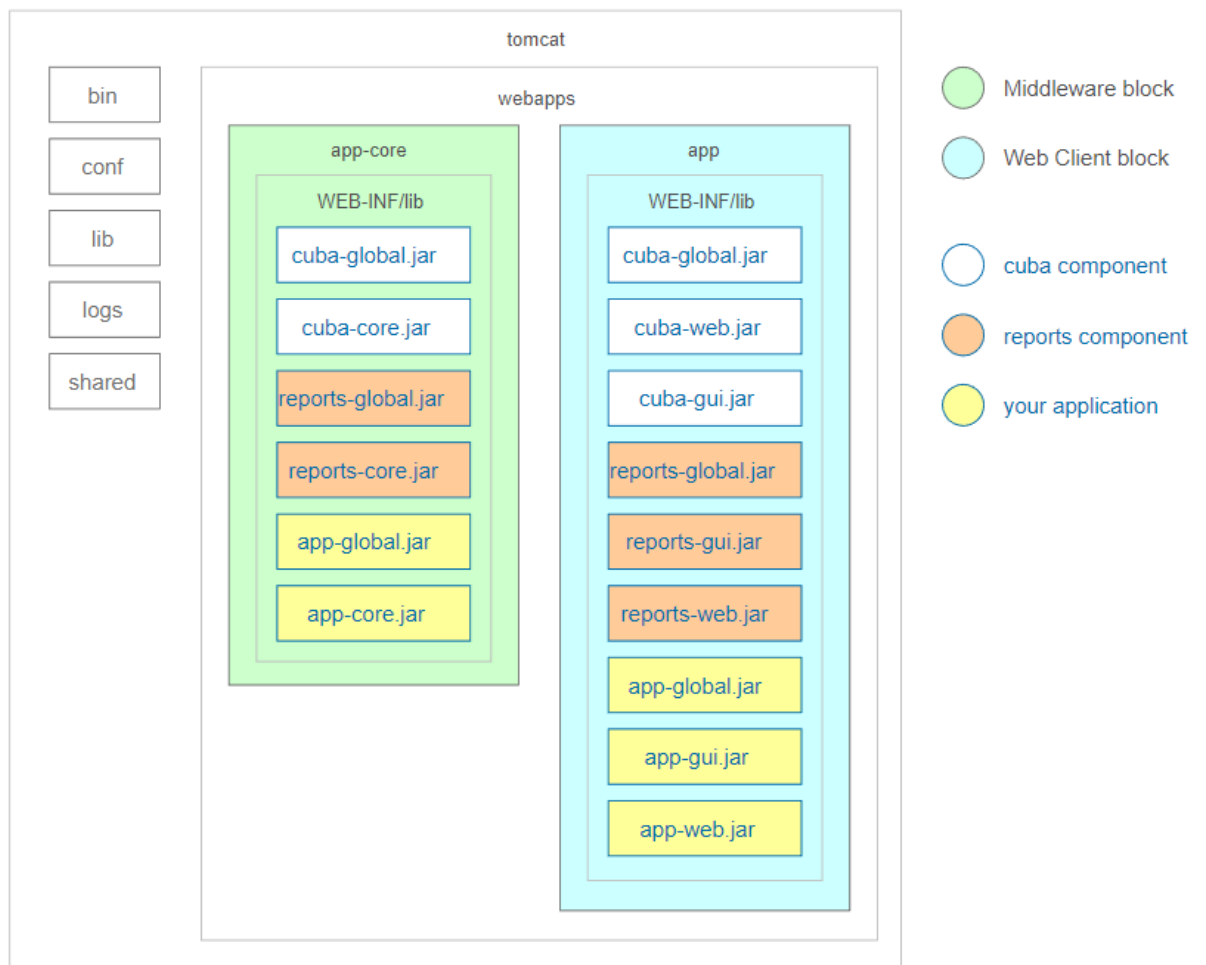 tomcat
bin
conf
lib
logs
shared
webapps
app-core
WEB-INF/lib
cuba-global.jar
cuba-core.jar
reports-global.jar
reports-core.jar
app-global.jar
app-core.jar
app
WEB-INF/lib
cuba-global.jar
cuba-web.jar
cuba-gui.jar
reports-global.jar
reports-gui.jar
reports-web.jar
app-global.jar
app-gui.jar
app-web.jar
Middleware block
Web Client block
cuba component
reports component
your application